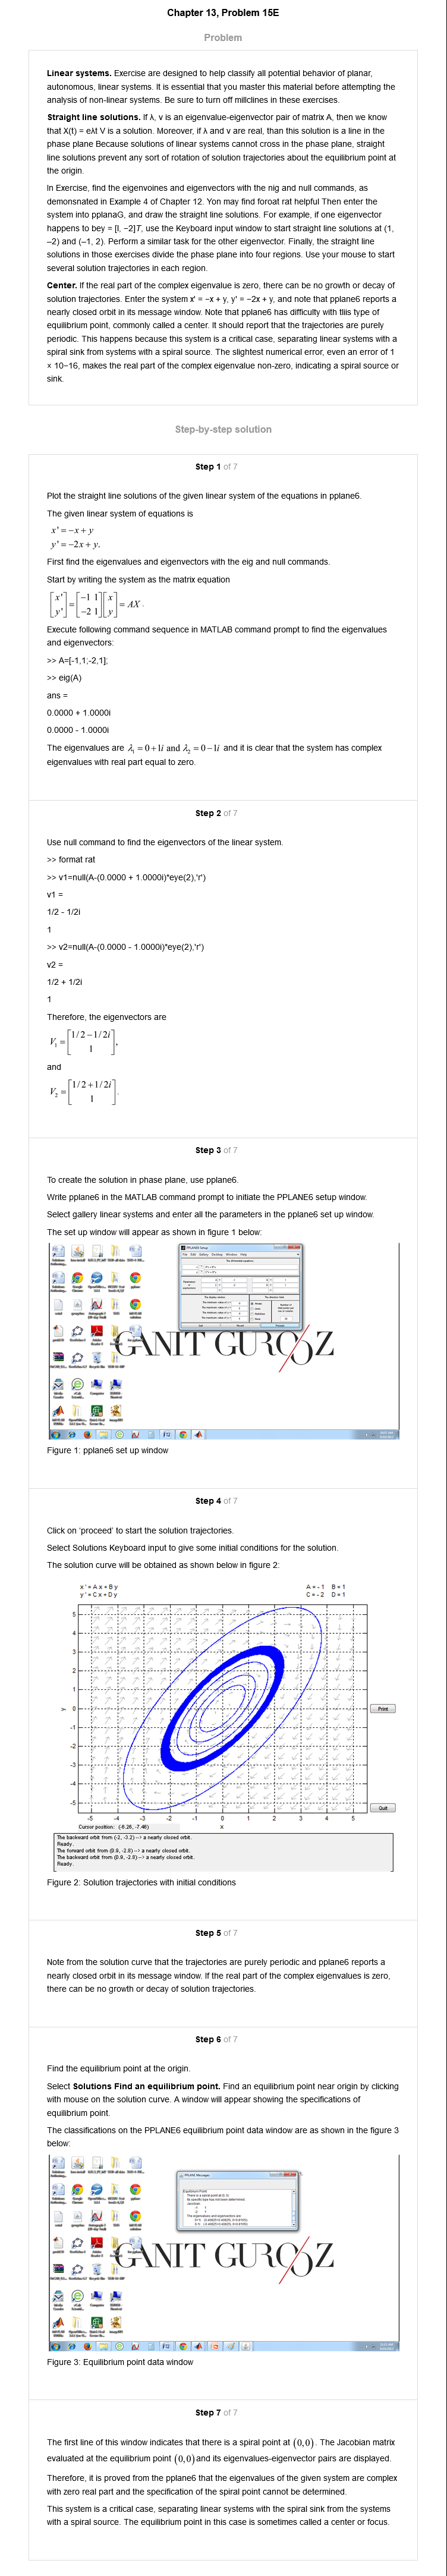 Chapter 13, Problem 15E
Problem
Linear systems. Exercise are designed to help classify all potential behavior of planar,
autonomous, linear systems. It is essential that you master this material before attempting the
analysis of non-linear systems. Be sure to turn off millclines in these exercises.
Straight line solutions. If λ, v is an eigenvalue-eigenvector pair of matrix A, then we know
that X(t) = eλt V is a solution. Moreover, if λ and v are real, than this solution is a line in the
phase plane Because solutions of linear systems cannot cross in the phase plane, straight
line solutions prevent any sort of rotation of solution trajectories about the equilibrium point at
the origin.
In Exercise, find the eigenvoines and eigenvectors with the nig and null commands, as
demonsnated in Example 4 of Chapter 12. You may find foroat rat helpful Then enter the
system into pplanaG, and draw the straight line solutions. For example, if one eigenvector
happens to bey = [I, −2]T, use the Keyboard input window to start straight line solutions at (1,
−2) and (−1, 2). Perform a similar task for the other eigenvector. Finally, the straight line
solutions in those exercises divide the phase plane into four regions. Use your mouse to start
several solution trajectories in each region.
Center. If the real part of the complex eigenvalue is zero, then there can be no growth or decay of
solution trajectories. Enter the system x' = −x + y, y' = −2x + y, and note that pplane6 reports a
nearly closed orbit in its message window. Note that pplane6 has difficulty with tliis type of
equilibrium point, commonly called a center. It should report that the trajectories are purely
periodic. This happens because this system is a critical case, separating linear systems with a
spiral sink from systems with a spiral source. The slightest numerical error, even an error of 1
× 10−16, makes the real part of the complex eigenvalue non-zero, indicating a spiral source or
sink.
Step-by-step solution
Step 1 of 7
Plot the straight line solutions of the given linear system of the equations in pplane6.
The given linear system of equations is
x' = −x + y
y' = −2x + y.
First find the eigenvalues and eigenvectors with the eig and null commands.
Start by writing the system as the matrix equation
[x' y'] = [−1 1 −2 1][x y] = AX .
Execute following command sequence in MATLAB command prompt to find the eigenvalues
and eigenvectors:
>> A=[-1,1;-2,1];
>> eig(A)
ans =
0.0000 + 1.0000i
0.0000 - 1.0000i
The eigenvalues are λ₁ = 0 + 1i and λ₂ = 0 − 1i and it is clear that the system has complex
eigenvalues with real part equal to zero.
Step 2 of 7
Use null command to find the eigenvectors of the linear system.
>> format rat
>> v1=null(A-(0.0000 + 1.0000i)*eye(2),'r')
v1 =
1/2 - 1/2i
1
>> v2=null(A-(0.0000 - 1.0000i)*eye(2),'r')
v2 =
1/2 + 1/2i
1
Therefore, the eigenvectors are
V₁ = [1/2 − 1/2i 1],
and
V₂ = [1/2 + 1/2i 1].
Step 3 of 7
To create the solution in phase plane, use pplane6.
Write pplane6 in the MATLAB command prompt to initiate the PPLANE6 setup window.
Select gallery linear systems and enter all the parameters in the pplane6 set up window.
The set up window will appear as shown in figure 1 below:
GANIT GUROOZ
Figure 1: pplane6 set up window
Step 4 of 7
Click on 'proceed' to start the solution trajectories.
Select Solutions Keyboard input to give some initial conditions for the solution.
The solution curve will be obtained as shown below in figure 2:
x ' = A x + B y
y ' = C x + D y
A = - 1 B = 1
C = - 2 D = 1
5
4
3
2
1
0
-1
-2
-3
-4
-5
y
-5 -4 -3 -2 -1 0 1 2 3 4 5
x
Print
Quit
Cursor position: (-6.26, -7.46)
The backward orbit from (-2, -3.2) --> a nearly closed orbit.
Ready.
The forward orbit from (0.9, -2.8) --> a nearly closed orbit.
The backward orbit from (0.9, -2.8) --> a nearly closed orbit.
Ready.
Figure 2: Solution trajectories with initial conditions
Step 5 of 7
Note from the solution curve that the trajectories are purely periodic and pplane6 reports a
nearly closed orbit in its message window. If the real part of the complex eigenvalues is zero,
there can be no growth or decay of solution trajectories.
Step 6 of 7
Find the equilibrium point at the origin.
Select Solutions Find an equilibrium point. Find an equilibrium point near origin by clicking
with mouse on the solution curve. A window will appear showing the specifications of
equilibrium point.
The classifications on the PPLANE6 equilibrium point data window are as shown in the figure 3
below:
GANIT GUROOZ
Figure 3: Equilibrium point data window
Step 7 of 7
The first line of this window indicates that there is a spiral point at (0,0). The Jacobian matrix
evaluated at the equilibrium point (0,0) and its eigenvalues-eigenvector pairs are displayed.
Therefore, it is proved from the pplane6 that the eigenvalues of the given system are complex
with zero real part and the specification of the spiral point cannot be determined.
This system is a critical case, separating linear systems with the spiral sink from the systems
with a spiral source. The equilibrium point in this case is sometimes called a center or focus.